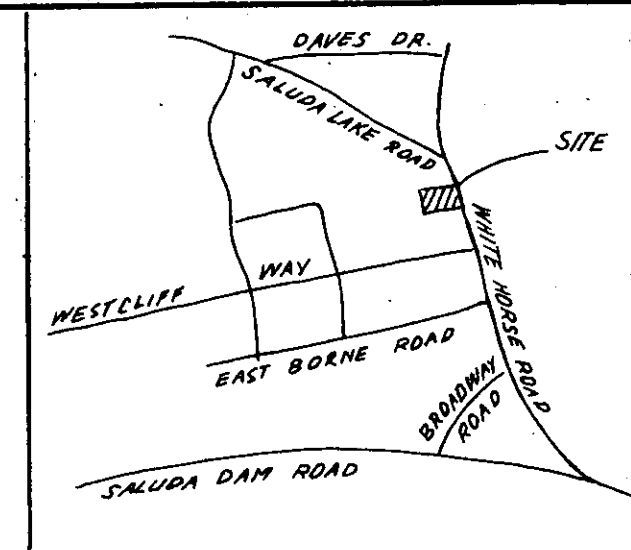 DAVES DR.
SALUDA LAKE ROAD
SITE
WHITE HORSE ROAD
WESTCLIFF WAY
EAST BORNE ROAD
BROADWAY
ROAD
SALUDA DAM ROAD